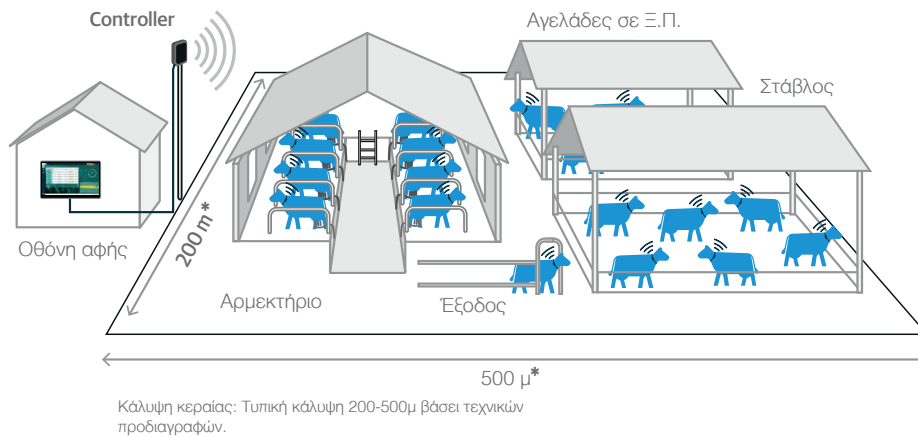 Controller
Αγελάδες σε Ξ.Π.
Στάβλος
200 m*
Οθόνη αφής
Αρμεκτήριο
Έξοδος
500 μ*
Κάλυψη κεραίας: Τυπική κάλυψη 200-500μ βάσει τεχνικών
προδιαγραφών.